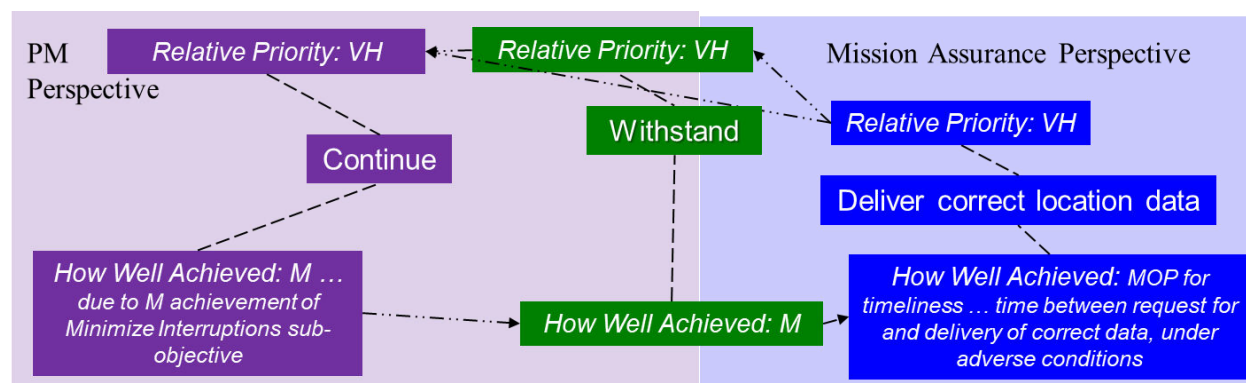 PM
Perspective
Relative Priority: VH
Relative Priority: VH
Mission Assurance Perspective
Withstand
Relative Priority: VH
Continue
Deliver correct location data
How Well Achieved: M …
due to M achievement of
Minimize Interruptions sub-
objective
How Well Achieved: M
How Well Achieved: MOP for
timeliness … time between request for
and delivery of correct data, under
adverse conditions